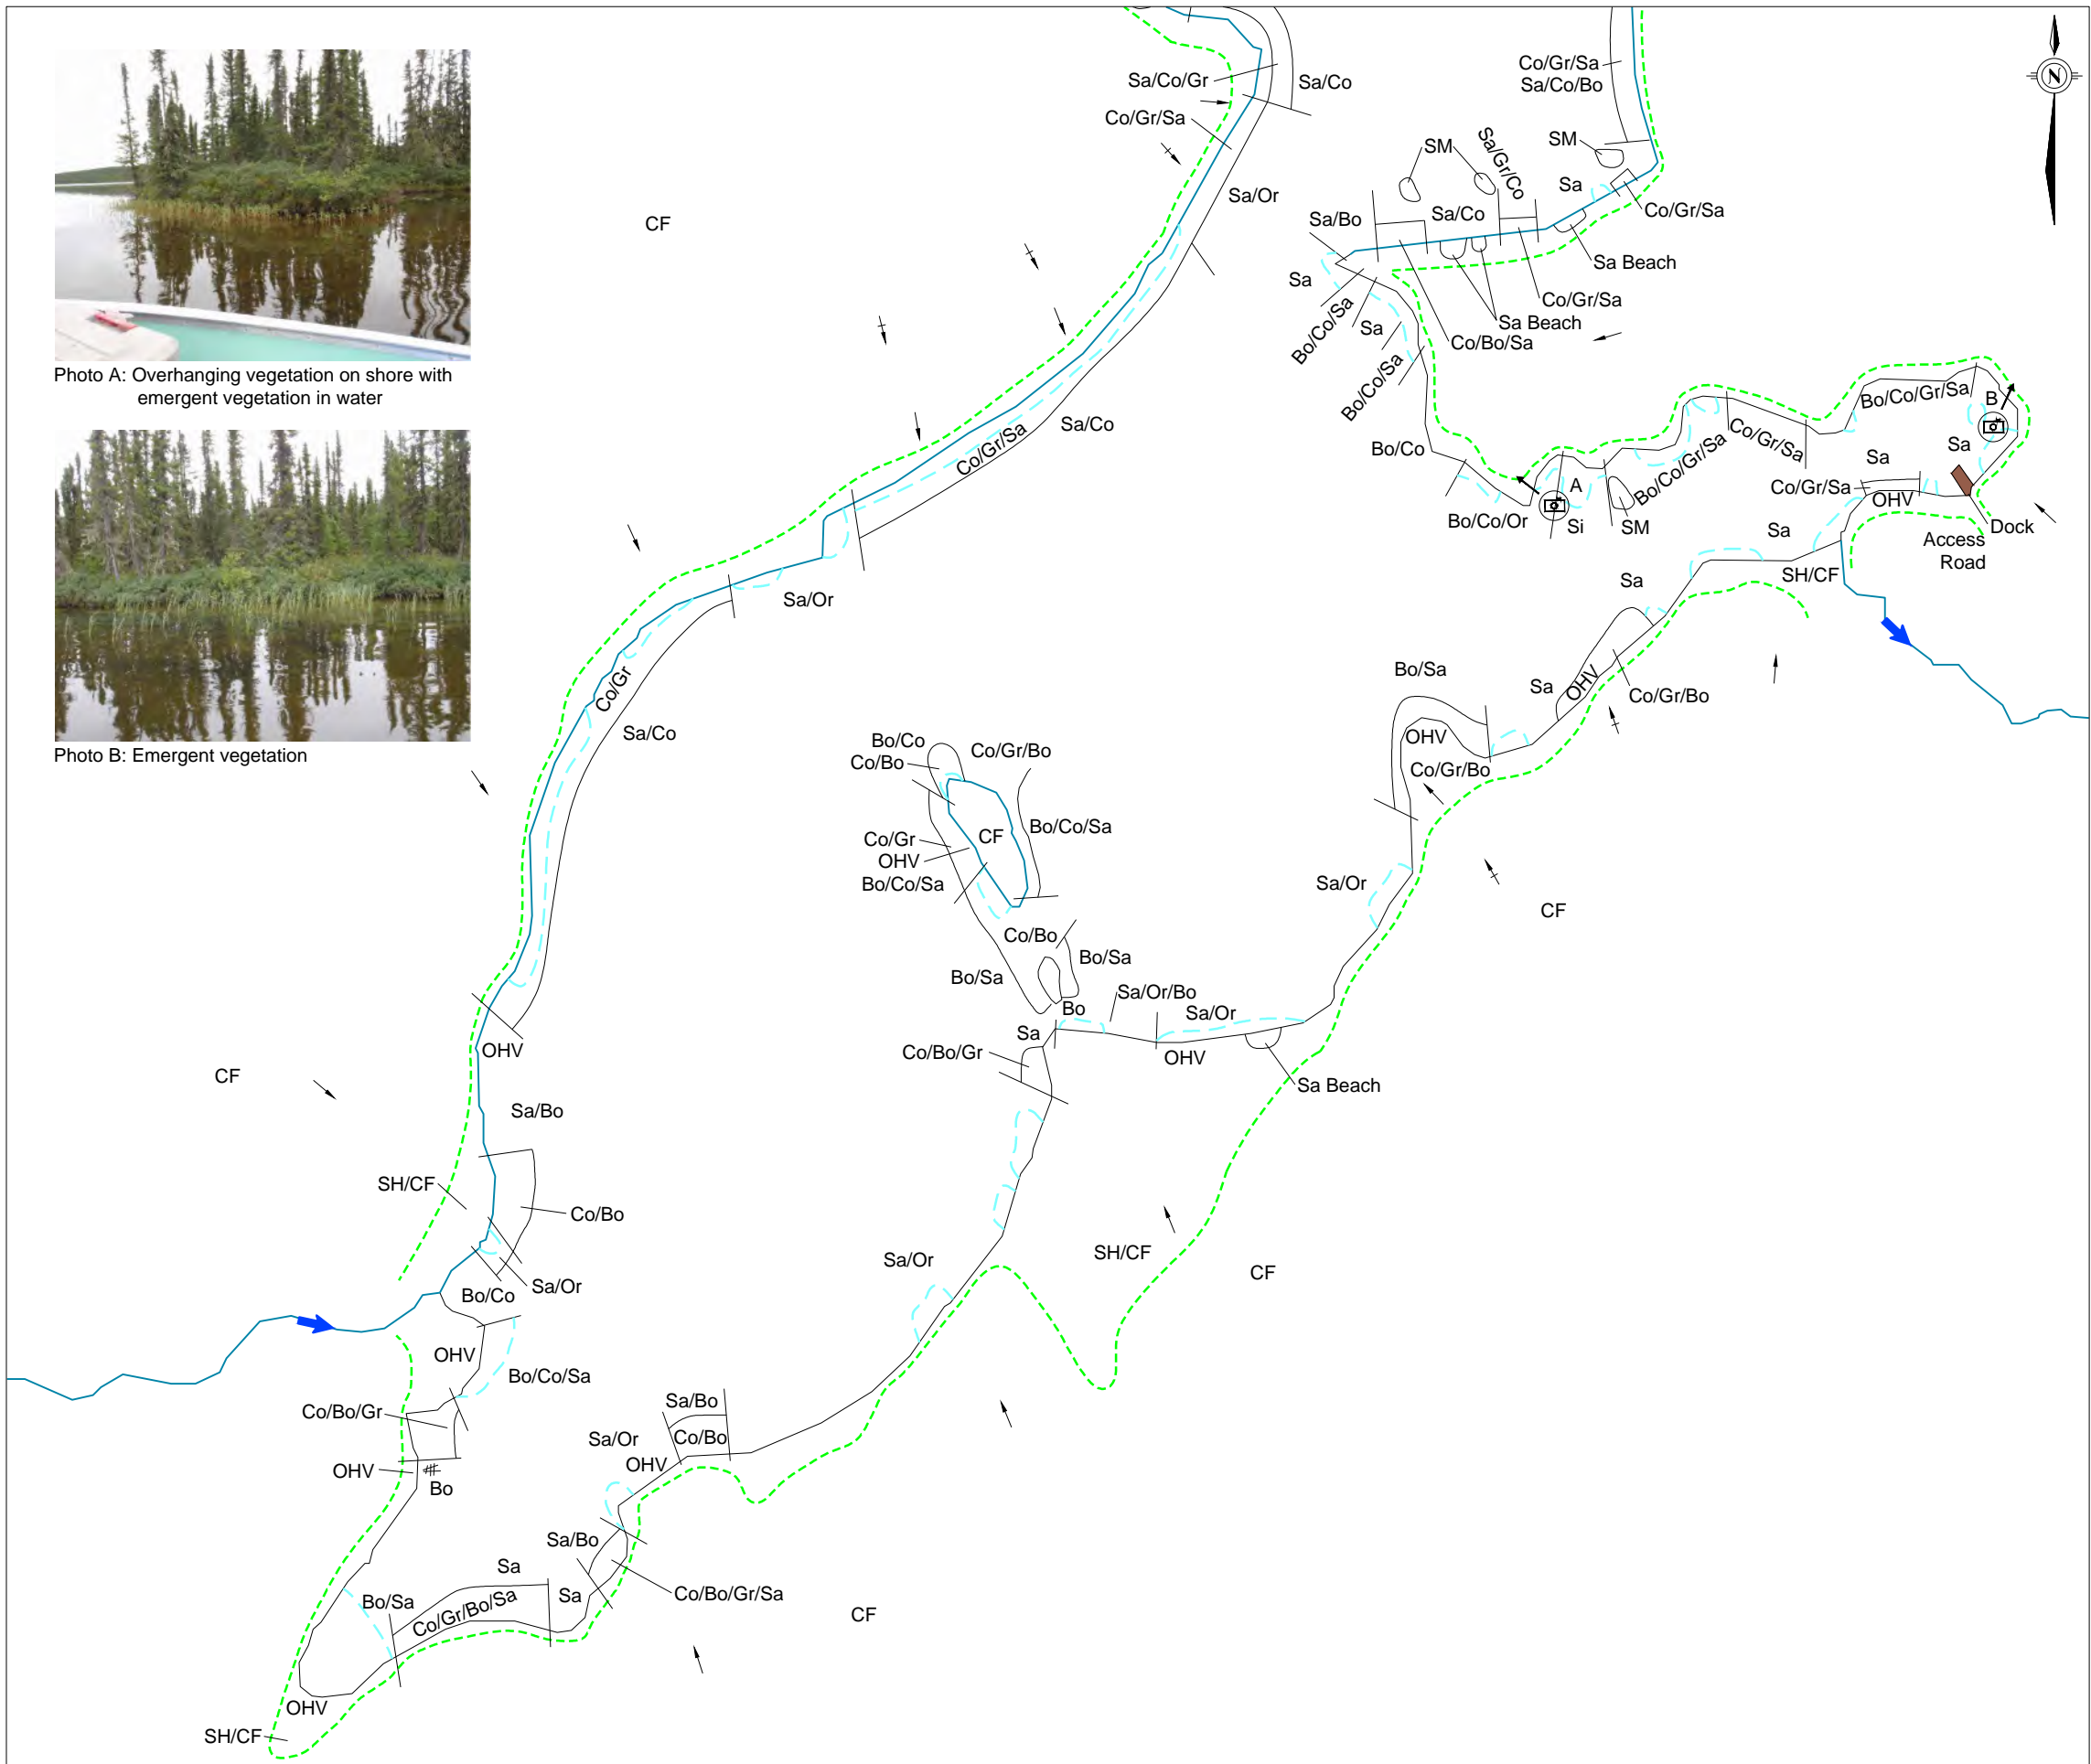 Photo A: Overhanging vegetation on shore with
emergent vegetation in water
Photo B: Emergent vegetation
N
Sa/Co/Gr
Sa/Co
Co/Gr/Sa
Sa/Or
CF
Co/Gr/Sa
Sa/Co/Bo
SM
SM
Sa/Gr/Co
Sa
Co/Gr/Sa
Sa/Bo
Sa/Co
Sa Beach
Sa
Co/Gr/Sa
Sa Beach
Bo/Co/Sa
Sa
Co/Bo/Sa
Bo/Co/Sa
Bo/Co/Gr/Sa
B
Sa
Co/Gr/Sa
Bo/Co/Gr/Sa
Bo/Co
Sa
Co/Gr/Sa
OHV
A
Bo/Co/Or
Si
SM
Sa
Dock
Access
Road
SH/CF
Sa
Sa/Co
Co/Gr/Sa
Sa/Or
Co/Gr
Sa/Co
Bo/Sa
Sa
OHV
Co/Gr/Bo
OHV
Co/Gr/Bo
Bo/Co
Co/Bo
Co/Gr/Bo
CF
Bo/Co/Sa
Co/Gr
OHV
Bo/Co/Sa
Sa/Or
CF
Co/Bo
Bo/Sa
Bo/Sa
Bo
Sa/Or/Bo
Sa/Or
Sa
Co/Bo/Gr
OHV
Sa Beach
OHV
CF
Sa/Bo
SH/CF
Co/Bo
Sa/Or
Bo/Co
Sa/Or
SH/CF
CF
OHV
Bo/Co/Sa
Co/Bo/Gr
OHV
Bo
Sa/Bo
Co/Bo
Sa/Or
OHV
Sa/Bo
Sa
Sa
Co/Bo/Gr/Sa
Bo/Sa
Co/Gr/Bo/Sa
CF
OHV
SH/CF